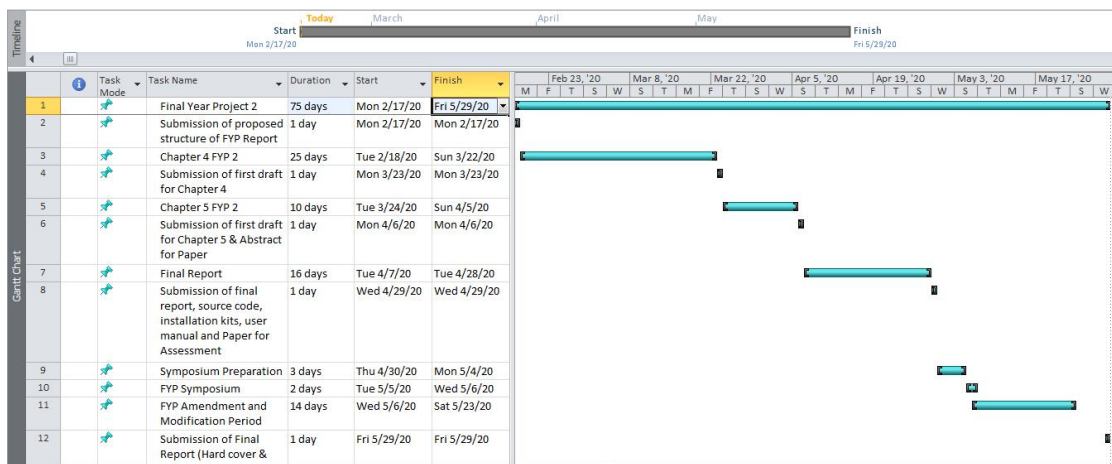 Timeline
Today
March
April
May
Start
Mon 2/17/20
Finish
Fri 5/29/20
Task Mode Task Name Duration Start Finish
Feb 23, '20 Mar 8, '20 Mar 22, '20 Apr 5, '20 Apr 19, '20 May 3, '20 May 17, '20
M F T S W S T M F T S W S T M F T S W S T M F T S W
Gantt Chart
1 Final Year Project 2 75 days Mon 2/17/20 Fri 5/29/20
2 Submission of proposed 1 day Mon 2/17/20 Mon 2/17/20
structure of FYP Report
3 Chapter 4 FYP 2 25 days Tue 2/18/20 Sun 3/22/20
4 Submission of first draft 1 day Mon 3/23/20 Mon 3/23/20
for Chapter 4
5 Chapter 5 FYP 2 10 days Tue 3/24/20 Sun 4/5/20
6 Submission of first draft 1 day Mon 4/6/20 Mon 4/6/20
for Chapter 5 & Abstract
for Paper
7 Final Report 16 days Tue 4/7/20 Tue 4/28/20
8 Submission of final 1 day Wed 4/29/20 Wed 4/29/20
report, source code,
installation kits, user
manual and Paper for
Assessment
9 Symposium Preparation 3 days Thu 4/30/20 Mon 5/4/20
10 FYP Symposium 2 days Tue 5/5/20 Wed 5/6/20
11 FYP Amendment and 14 days Wed 5/6/20 Sat 5/23/20
Modification Period
12 Submission of Final 1 day Fri 5/29/20 Fri 5/29/20
Report (Hard cover &